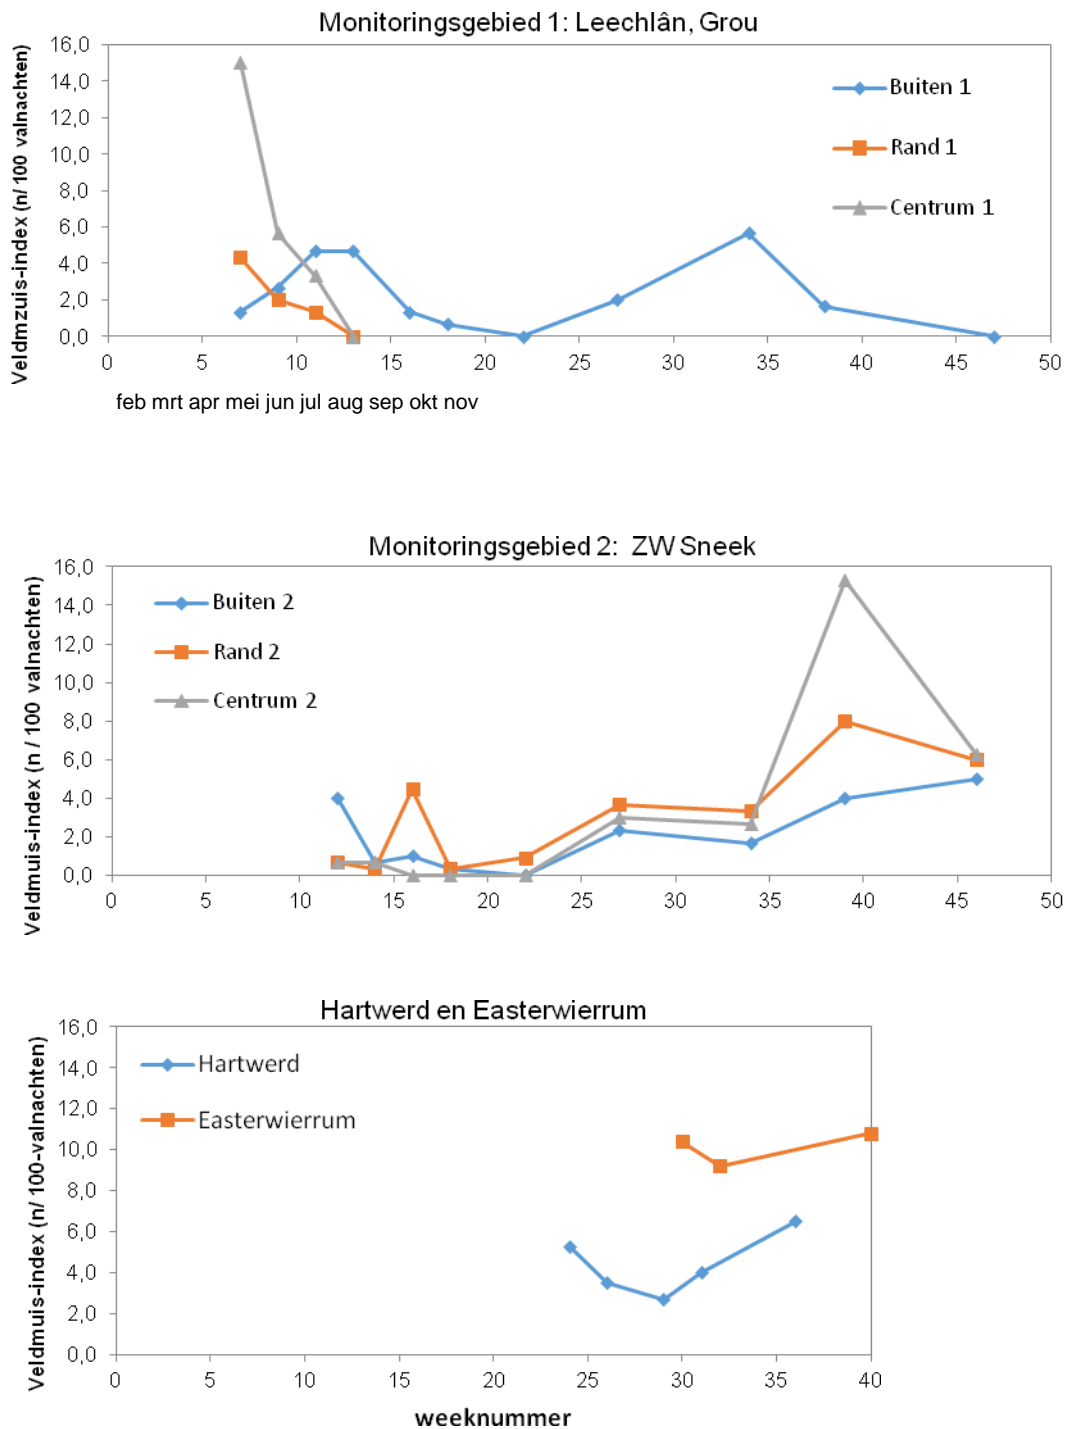 Monitoringsgebied 1: Leechlân, Grou
Veldmzuis-index (n/ 100 valnachten)
16,0
14,0
12,0
10,0
8,0
6,0
4,0
2,0
0,0
Buiten 1
Rand 1
Centrum 1
0 5 10 15 20 25 30 35 40 45 50
feb mrt apr mei jun jul aug sep okt nov
Monitoringsgebied 2: ZW Sneek
Veldmuis-index (n / 100 valnachten)
16,0
14,0
12,0
10,0
8,0
6,0
4,0
2,0
0,0
Buiten 2
Rand 2
Centrum 2
0 5 10 15 20 25 30 35 40 45 50
Hartwerd en Easterwierrum
Veldmuis-index (n/ 100-valnachten)
16,0
14,0
12,0
10,0
8,0
6,0
4,0
2,0
0,0
Hartwerd
Easterwierrum
0 5 10 15 20 25 30 35 40
weeknummer